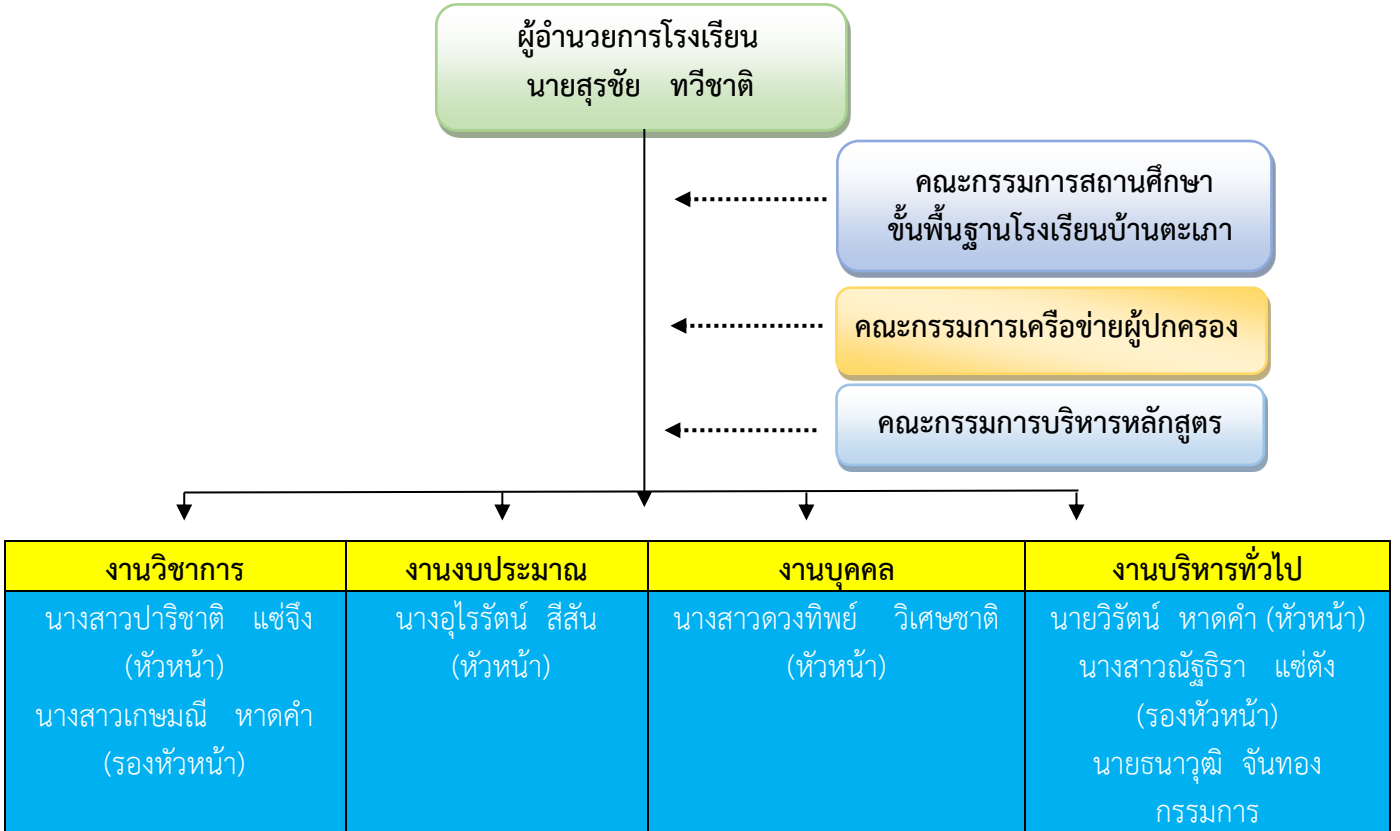 ผู้อำนวยการโรงเรียน
นายสุรชัย ทวีชาติ
คณะกรรมการสถานศึกษา
ขั้นพื้นฐานโรงเรียนบ้านตะเภา
คณะกรรมการเครือข่ายผู้ปกครอง
คณะกรรมการบริหารหลักสูตร
งานวิชาการ
นางสาวปาริชาติ แซ่จึง
(หัวหน้า)
นางสาวเกษมณี หาดคำ
(รองหัวหน้า)
งานงบประมาณ
นางอุไรรัตน์ สีสัน
(หัวหน้า)
งานบุคคล
นางสาวดวงทิพย์ วิเศษชาติ
(หัวหน้า)
งานบริหารทั่วไป
นายวิรัตน์ หาดคำ (หัวหน้า)
นางสาวณัฐธิรา แซ่ตัง
(รองหัวหน้า)
นายธนาวุฒิ จันทอง
กรรมการ